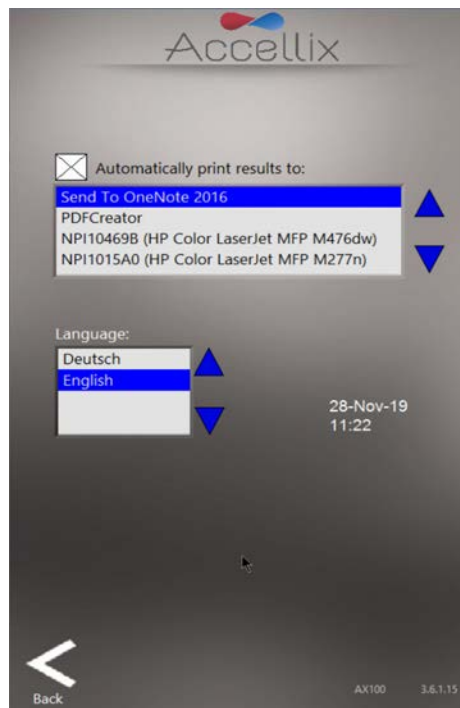 Accellix
Automatically print results to:
Send To OneNote 2016
PDFCreator
NPI10469B (HP Color LaserJet MFP M476dw)
NPI1015A0 (HP Color LaserJet MFP M277n)
Language:
Deutsch
English
28-Nov-19
11:22
Back
AX100 3.6.1.15